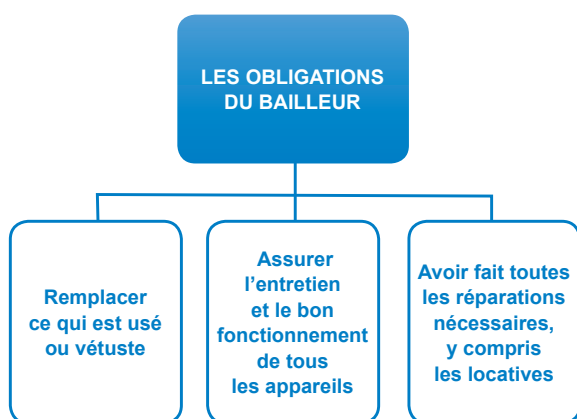 LES OBLIGATIONS
DU BAILLEUR
Remplacer
ce qui est usé
ou vétuste
Assurer
l’entretien
et le bon
fonctionnement
de tous
les appareils
Avoir fait toutes
les réparations
nécessaires,
y compris
les locatives